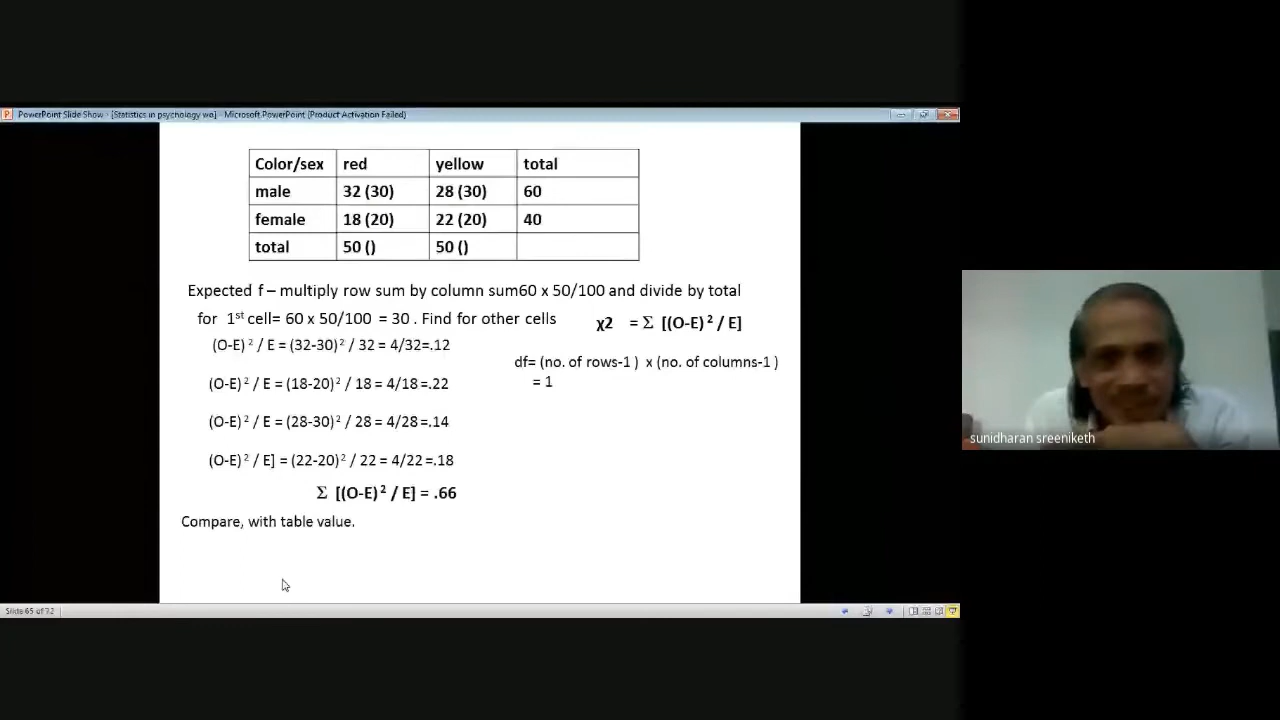 PowerPoint Slide Show - [Statistics in psychology wo] - Microsoft PowerPoint (Product Activation Failed)
Color/sex red yellow total
male 32 (30) 28 (30) 60
female 18 (20) 22 (20) 40
total 50 () 50 ()
Expected f – multiply row sum by column sum60 x 50/100 and divide by total
for 1st cell= 60 x 50/100 = 30 . Find for other cells
χ2 = Σ [(O-E)² / E]
(O-E)² / E = (32-30)² / 32 = 4/32=.12
df= (no. of rows-1 ) x (no. of columns-1 )
= 1
(O-E)² / E = (18-20)² / 18 = 4/18=.22
(O-E)² / E = (28-30)² / 28 = 4/28=.14
(O-E)² / E] = (22-20)² / 22 = 4/22=.18
Σ [(O-E)² / E] = .66
Compare, with table value.
Slide 65 of 72
sunidharan sreeniketh